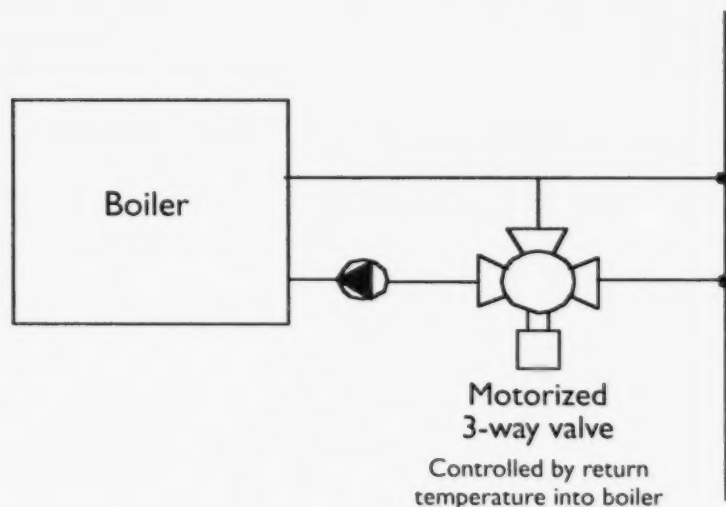 Boiler
Motorized
3-way valve
Controlled by return
temperature into boiler